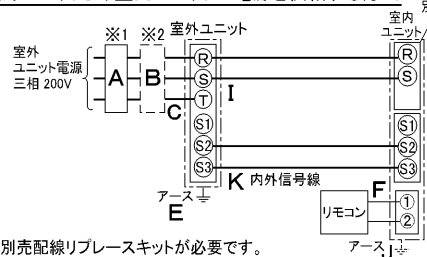 別
室外ユニット
室内
ユニット
※1
※2
室外
ユニット電源
三相 200V
A
B
C
R
S
T
S1
S2
S3
I
R
S
S1
S2
S3
K 内外信号線
アース
E
F
リモコン
①
②
アース
別売配線リプレースキットが必要です。